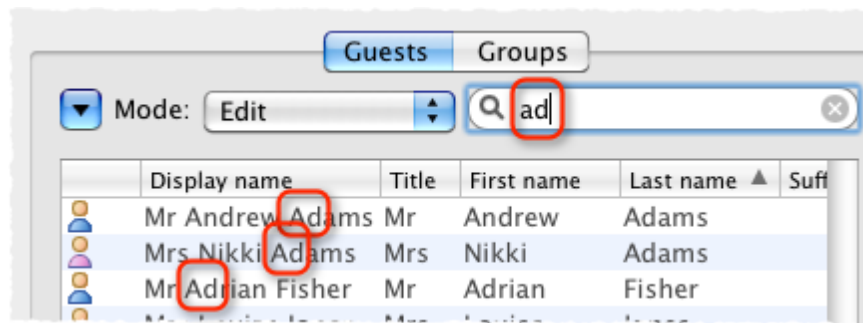 Guests Groups
Mode: Edit ad
Display name Title First name Last name Suff
Mr Andrew Adams Mr Andrew Adams
Mrs Nikki Adams Mrs Nikki Adams
Mr Adrian Fisher Mr Adrian Fisher